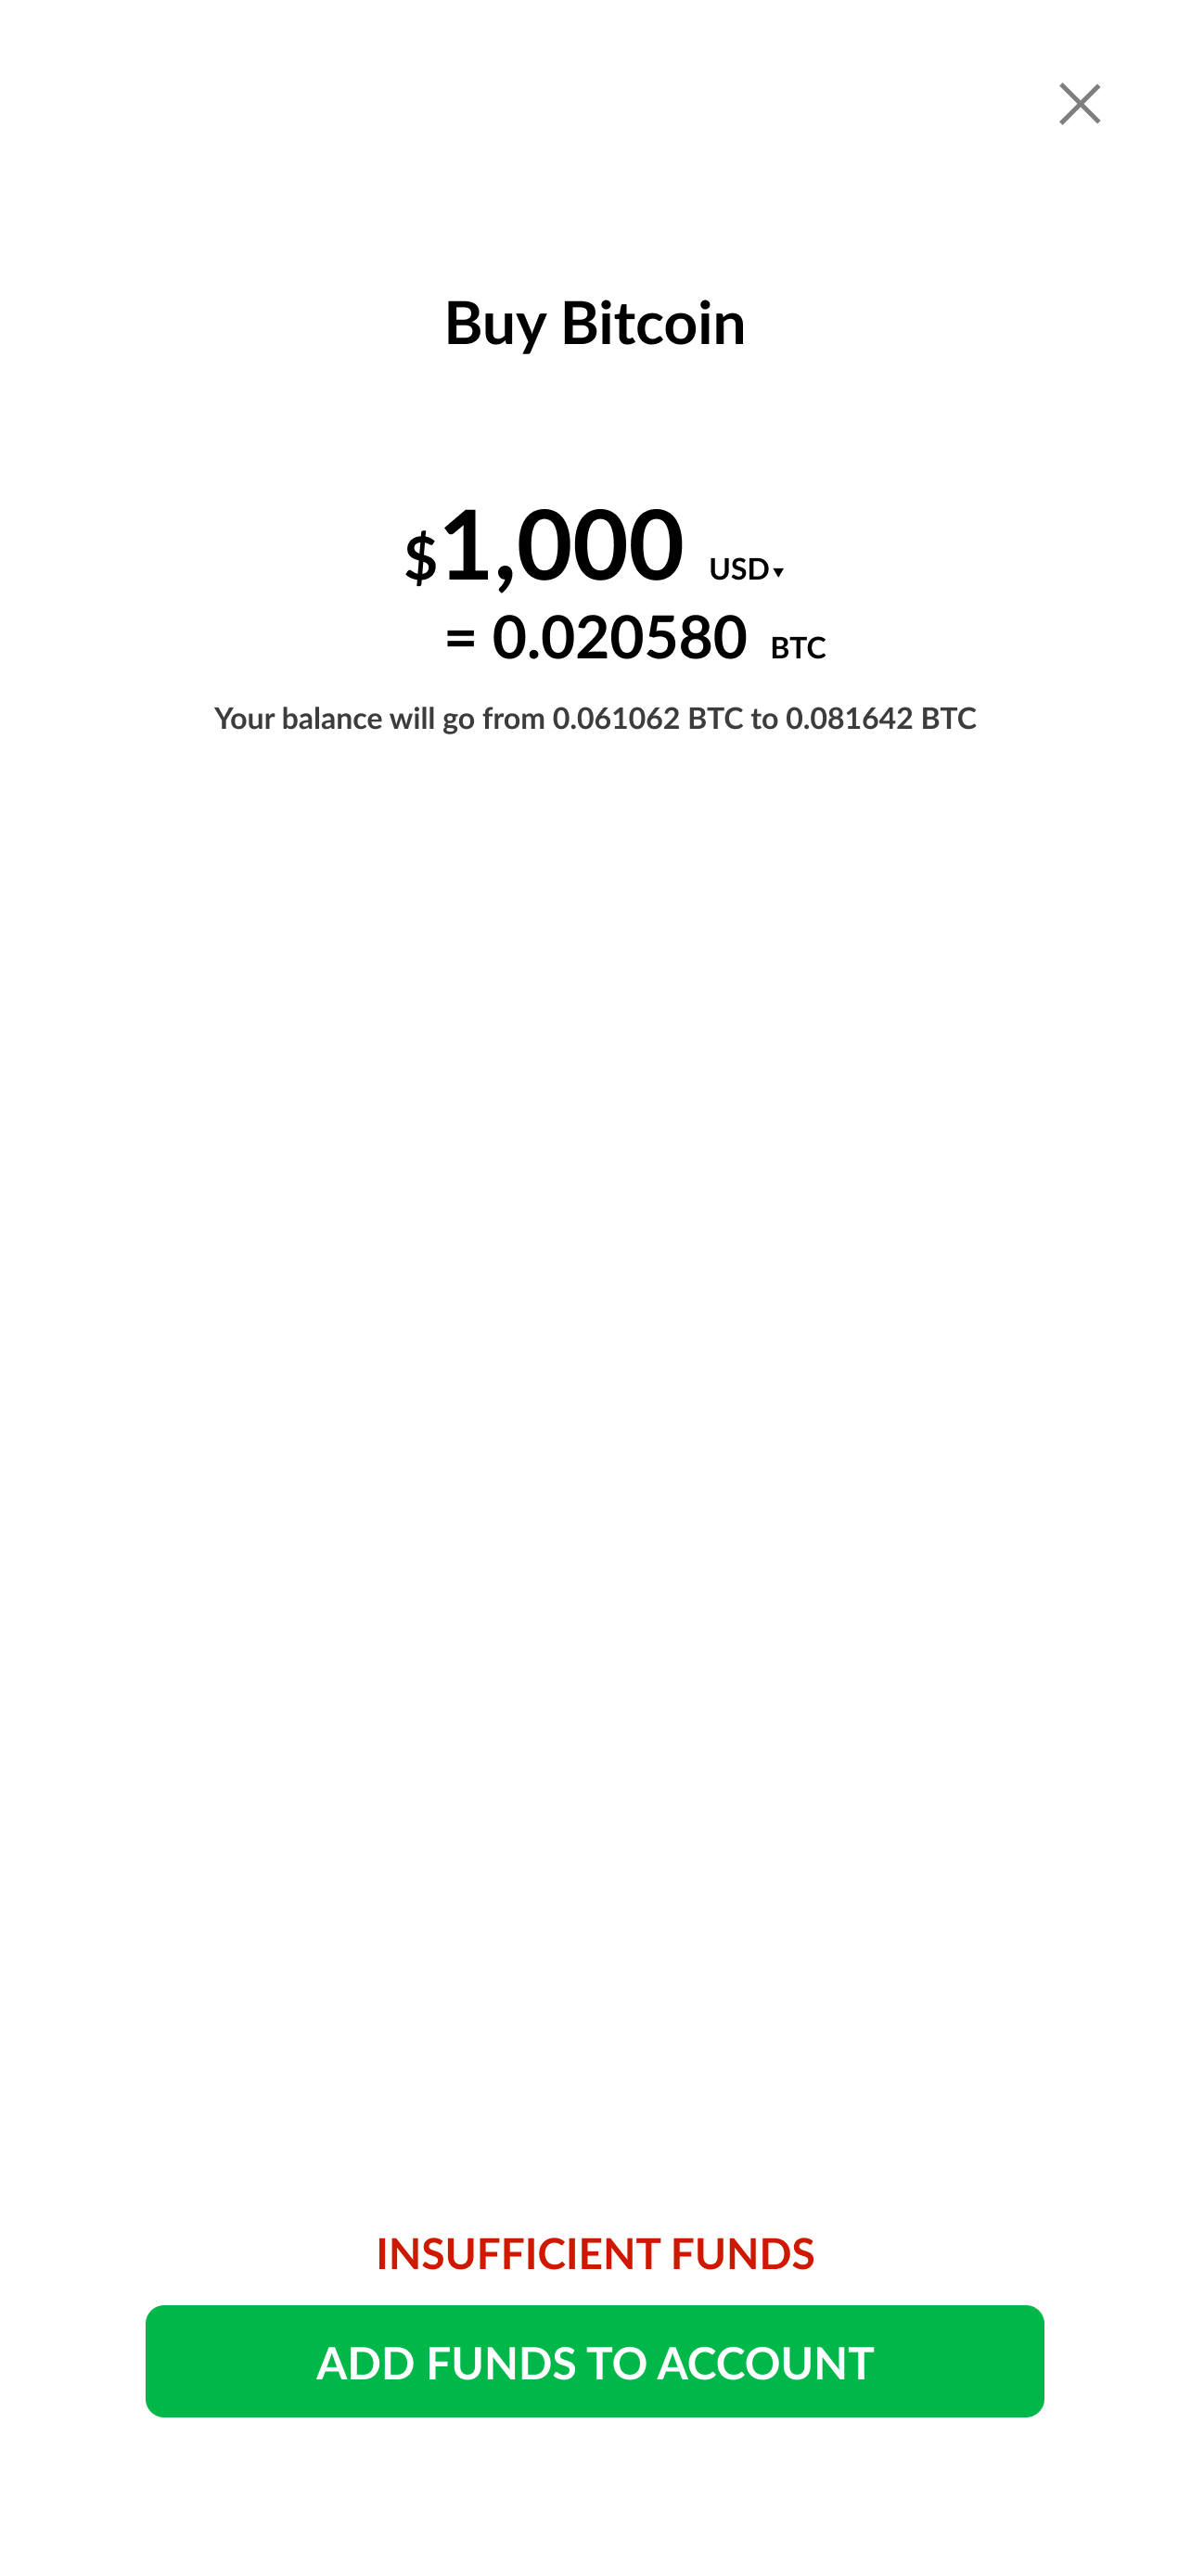 Buy Bitcoin
$1,000 USD
= 0.020580 BTC
Your balance will go from 0.061062 BTC to 0.081642 BTC
INSUFFICIENT FUNDS
ADD FUNDS TO ACCOUNT